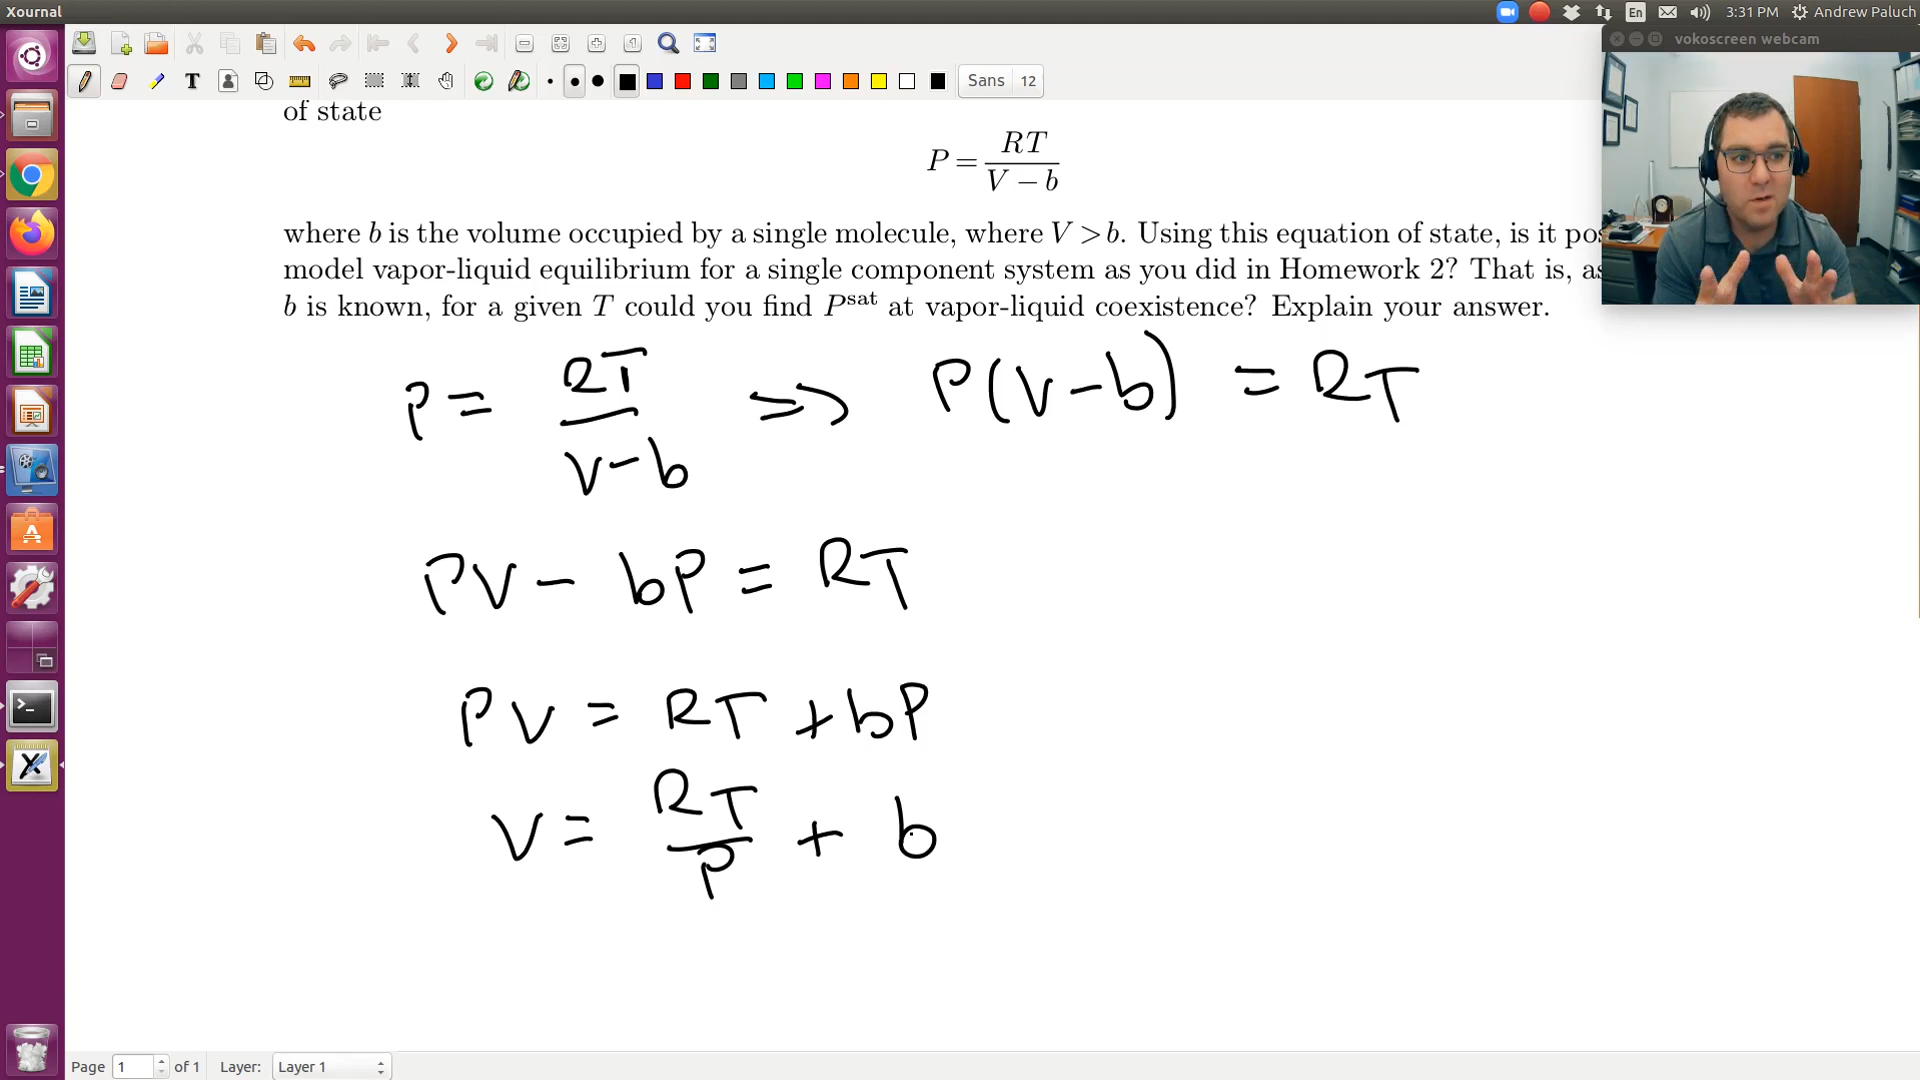 Xournal
En
3:31 PM
Andrew Paluch
vokoscreen webcam
Sans 12
of state
P = RT / V − b
where b is the volume occupied by a single molecule, where V > b. Using this equation of state, is it pos
model vapor-liquid equilibrium for a single component system as you did in Homework 2? That is, as
b is known, for a given T could you find P^sat at vapor-liquid coexistence? Explain your answer.
P = RT / V − b ⇒ P(V − b) = RT
PV − bP = RT
PV = RT + bP
V = RT / P + b
Page 1 of 1 Layer: Layer 1